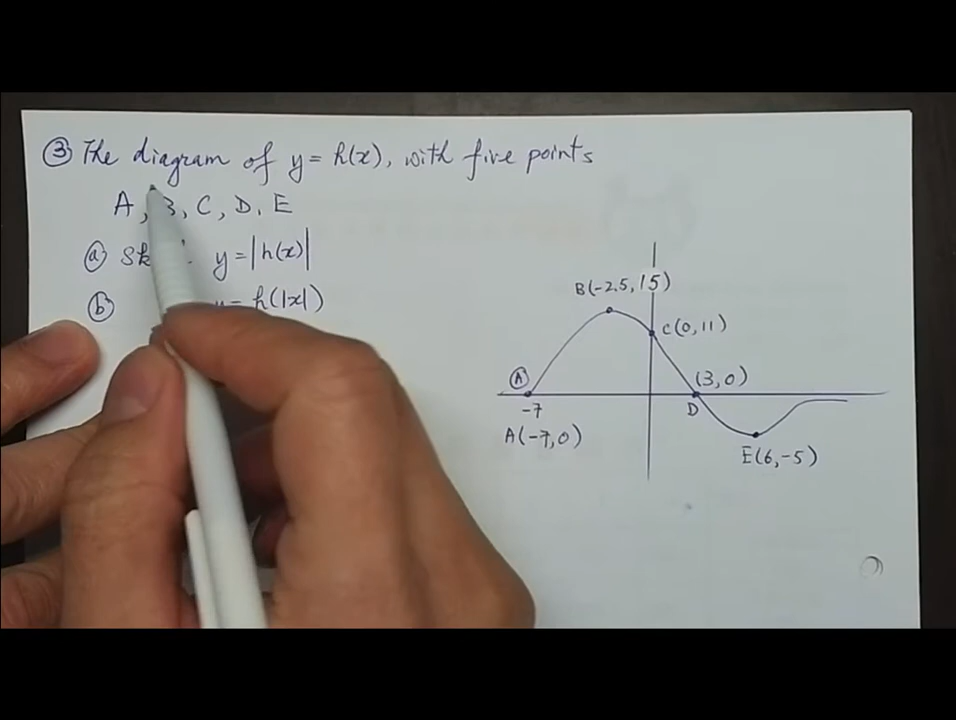 ③ The diagram of y = h(x), with five points
A, B, C, D, E
ⓐ y = |h(x)|
ⓑ y = h(|x|)
B(-2.5, 15)
C(0, 11)
Ⓐ
(3, 0)
-7
D
A(-7, 0)
E(6, -5)